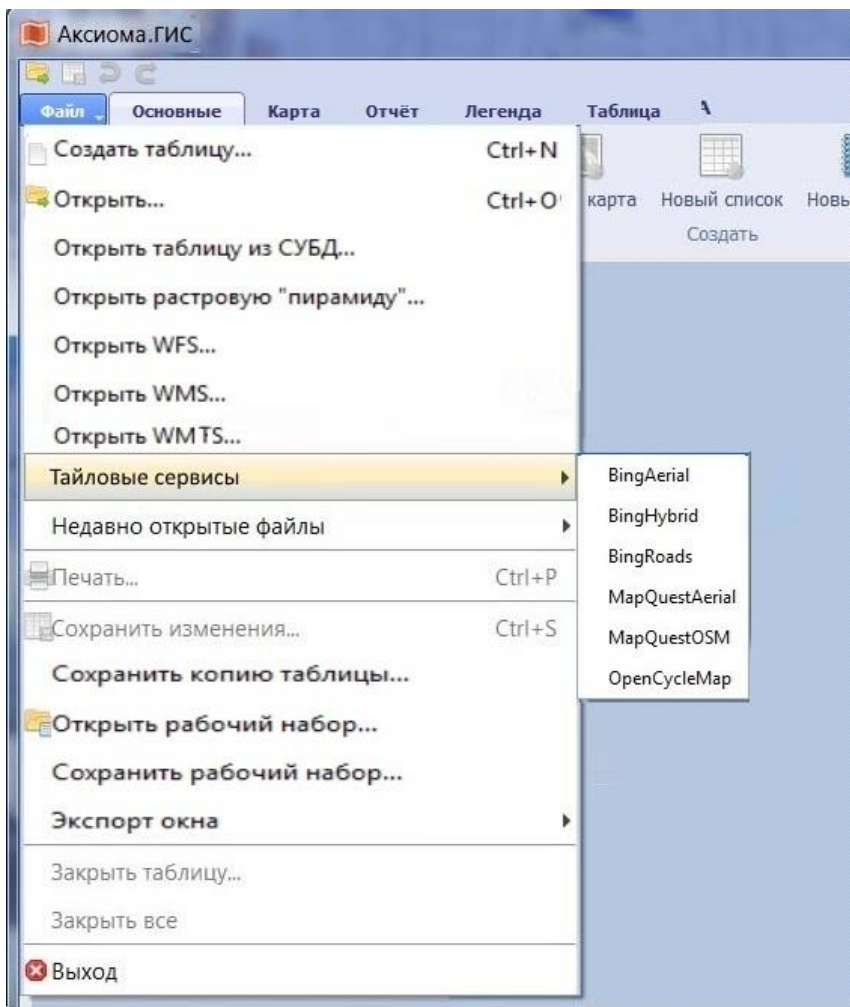 Аксиома.ГИС
Файл Основные Карта Отчёт Легенда Таблица
Создать таблицу... Ctrl+N
Открыть... Ctrl+O
Открыть таблицу из СУБД...
Открыть растровую "пирамиду"...
Открыть WFS...
Открыть WMS...
Открыть WMTS...
Тайловые сервисы
Недавно открытые файлы
Печать... Ctrl+P
Сохранить изменения... Ctrl+S
Сохранить копию таблицы...
Открыть рабочий набор...
Сохранить рабочий набор...
Экспорт окна
Закрыть таблицу...
Закрыть все
Выход
карта Новый список Новь
Создать
BingAerial
BingHybrid
BingRoads
MapQuestAerial
MapQuestOSM
OpenCycleMap